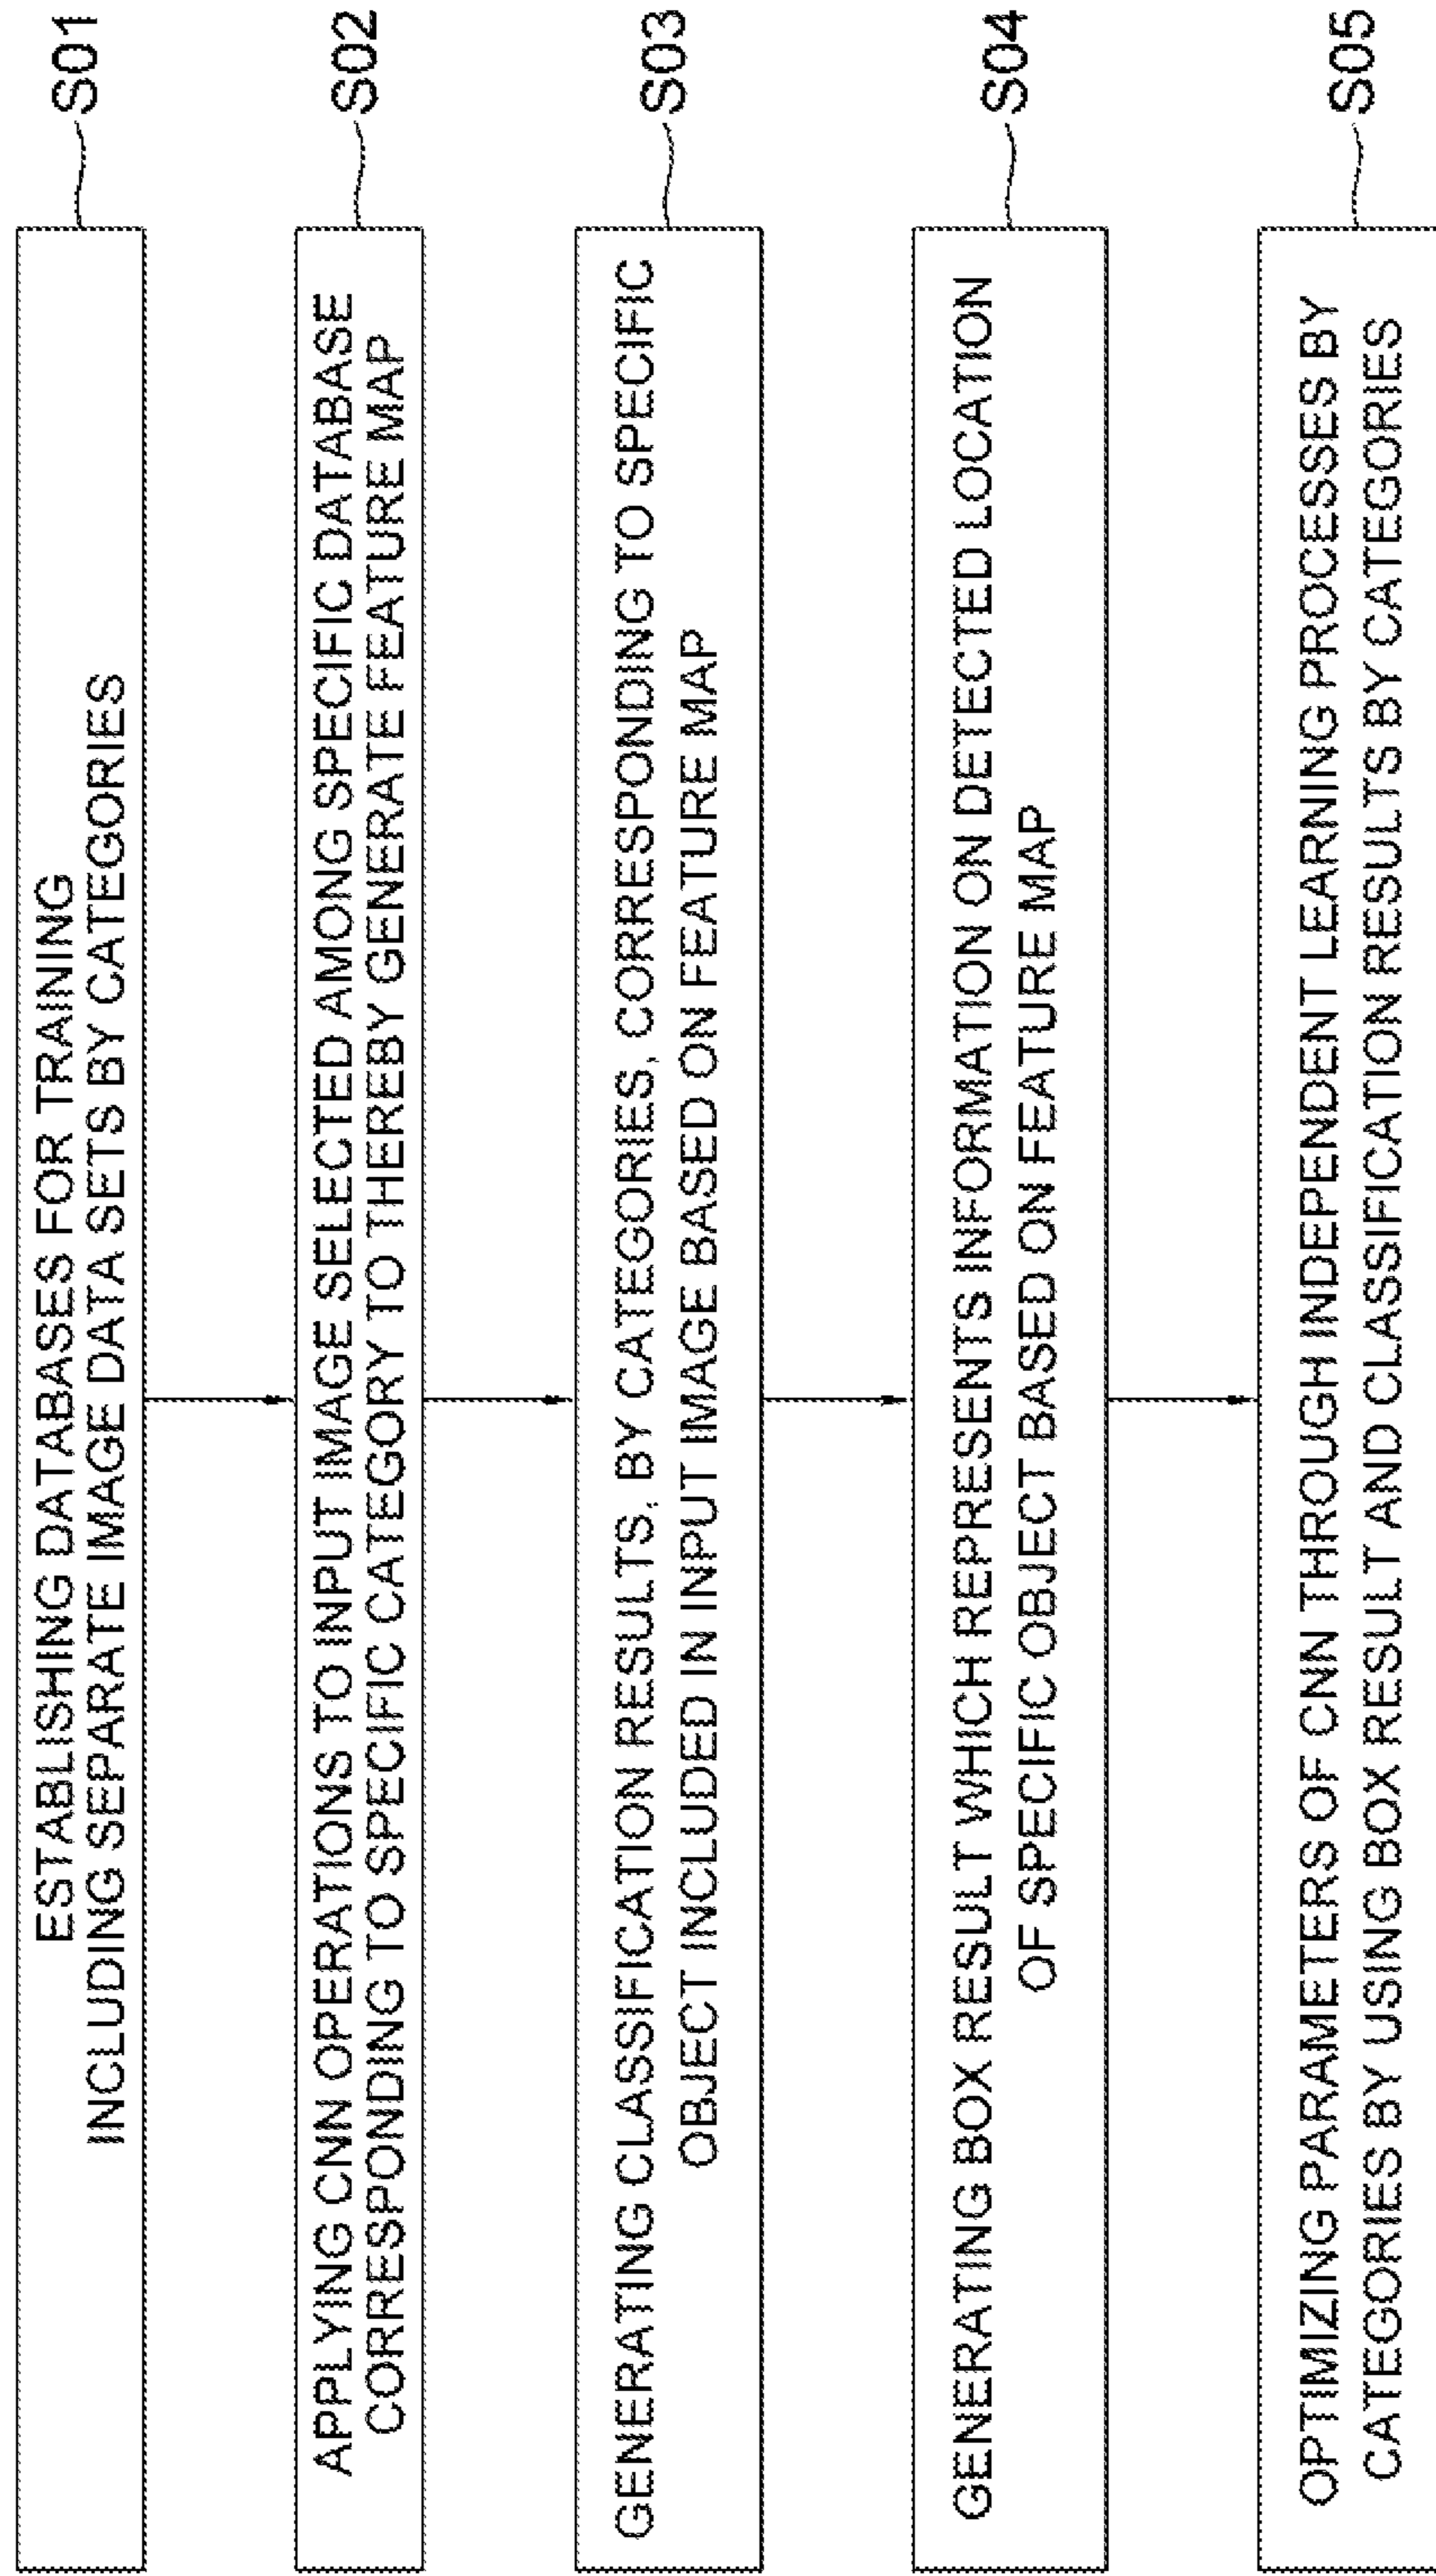 ESTABLISHING DATABASES FOR TRAINING
INCLUDING SEPARATE IMAGE DATA SETS BY CATEGORIES
S01
APPLYING CNN OPERATIONS TO INPUT IMAGE SELECTED AMONG SPECIFIC DATABASE
CORRESPONDING TO SPECIFIC CATEGORY TO THEREBY GENERATE FEATURE MAP
S02
GENERATING CLASSIFICATION RESULTS, BY CATEGORIES, CORRESPONDING TO SPECIFIC
OBJECT INCLUDED IN INPUT IMAGE BASED ON FEATURE MAP
S03
GENERATING BOX RESULT WHICH REPRESENTS INFORMATION ON DETECTED LOCATION
OF SPECIFIC OBJECT BASED ON FEATURE MAP
S04
OPTIMIZING PARAMETERS OF CNN THROUGH INDEPENDENT LEARNING PROCESSES BY
CATEGORIES BY USING BOX RESULT AND CLASSIFICATION RESULTS BY CATEGORIES
S05